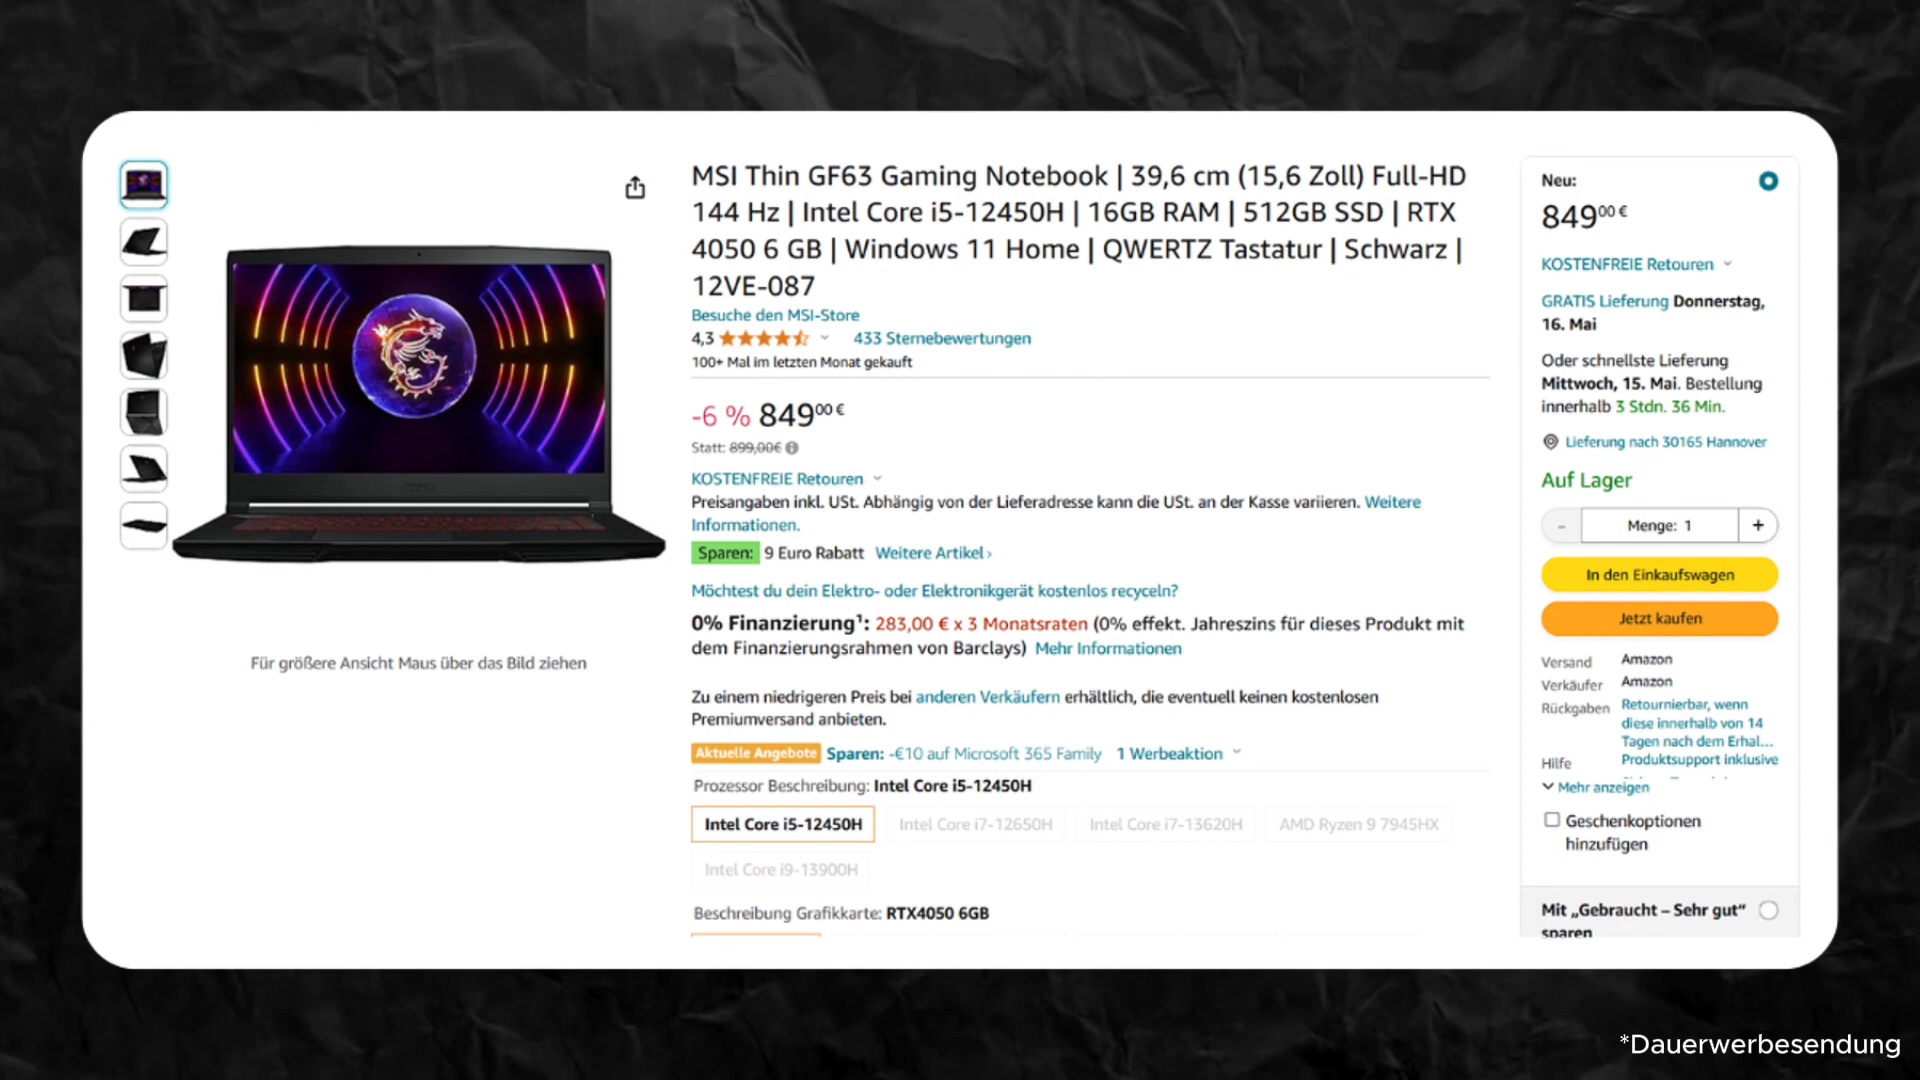 MSI Thin GF63 Gaming Notebook | 39,6 cm (15,6 Zoll) Full-HD
144 Hz | Intel Core i5-12450H | 16GB RAM | 512GB SSD | RTX
4050 6 GB | Windows 11 Home | QWERTZ Tastatur | Schwarz |
12VE-087
Besuche den MSI-Store
4,3 433 Sternebewertungen
100+ Mal im letzten Monat gekauft
-6 % 849⁰⁰ €
Statt: 899,00€
KOSTENFREIE Retouren
Preisangaben inkl. USt. Abhängig von der Lieferadresse kann die USt. an der Kasse variieren. Weitere
Informationen.
Sparen: 9 Euro Rabatt Weitere Artikel ›
Möchtest du dein Elektro- oder Elektronikgerät kostenlos recyceln?
0% Finanzierung¹: 283,00 € x 3 Monatsraten (0% effekt. Jahreszins für dieses Produkt mit
dem Finanzierungsrahmen von Barclays) Mehr Informationen
Zu einem niedrigeren Preis bei anderen Verkäufern erhältlich, die eventuell keinen kostenlosen
Premiumversand anbieten.
Aktuelle Angebote Sparen: -€10 auf Microsoft 365 Family 1 Werbeaktion
Prozessor Beschreibung: Intel Core i5-12450H
Intel Core i5-12450H Intel Core i7-12650H Intel Core i7-13620H AMD Ryzen 9 7945HX
Intel Core i9-13900H
Beschreibung Grafikkarte: RTX4050 6GB
Für größere Ansicht Maus über das Bild ziehen
Neu:
849⁰⁰ €
KOSTENFREIE Retouren
GRATIS Lieferung Donnerstag,
16. Mai
Oder schnellste Lieferung
Mittwoch, 15. Mai. Bestellung
innerhalb 3 Stdn. 36 Min.
Lieferung nach 30165 Hannover
Auf Lager
- Menge: 1 +
In den Einkaufswagen
Jetzt kaufen
Versand Amazon
Verkäufer Amazon
Rückgaben Retournierbar, wenn
diese innerhalb von 14
Tagen nach dem Erhal...
Hilfe Produktsupport inklusive
Mehr anzeigen
Geschenkoptionen
hinzufügen
Mit „Gebraucht – Sehr gut“
sparen
*Dauerwerbesendung